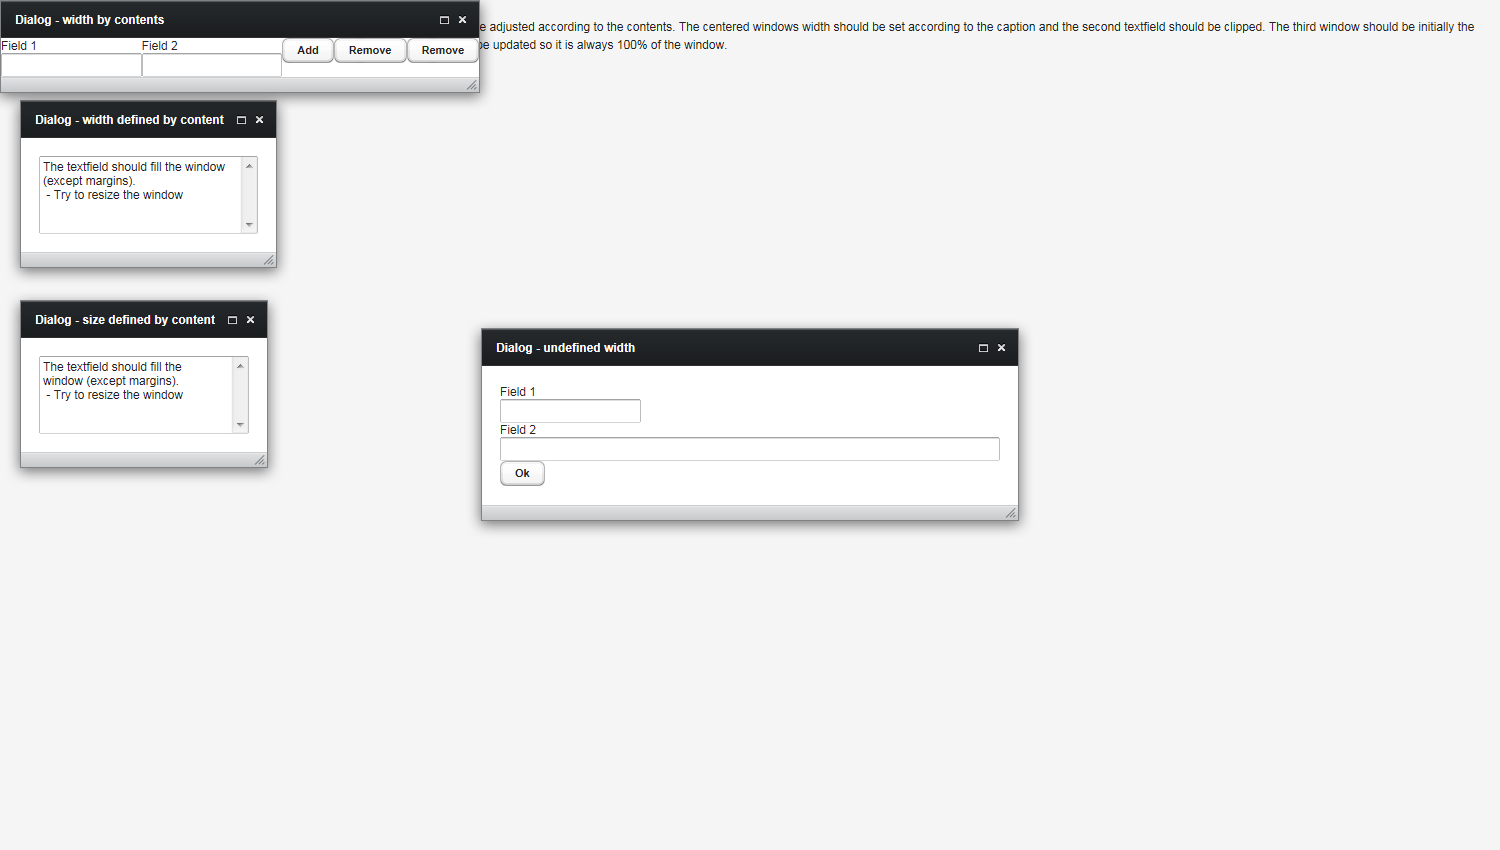 Dialog - width by contents
e adjusted according to the contents. The centered windows width should be set according to the caption and the second textfield should be clipped. The third window should be initially the
be updated so it is always 100% of the window.
Field 1 Field 2 Add Remove Remove
Dialog - width defined by content
The textfield should fill the window
(except margins).
- Try to resize the window
Dialog - size defined by content
The textfield should fill the
window (except margins).
- Try to resize the window
Dialog - undefined width
Field 1
Field 2
Ok